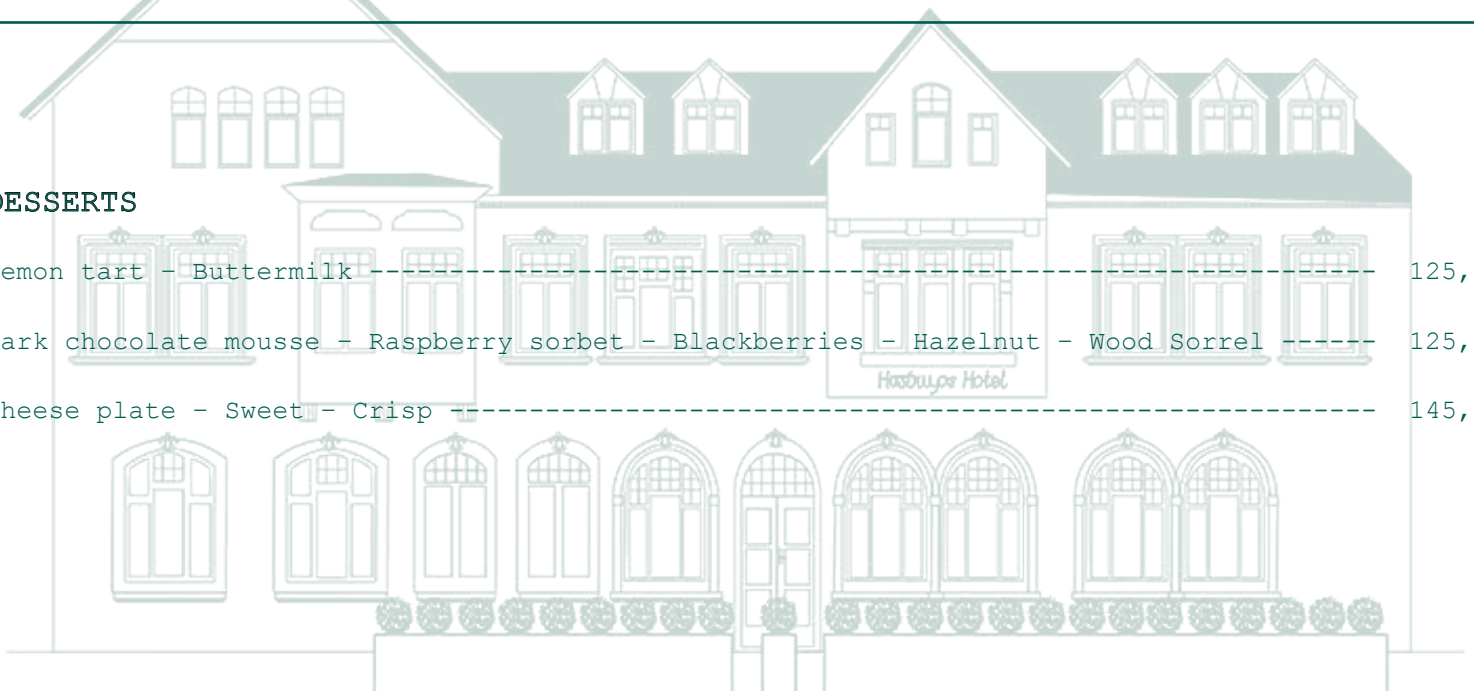 DESSERTS
emon tart – Buttermilk --------------------------------------------------------------- 125,
ark chocolate mousse – Raspberry sorbet – Blackberries – Hazelnut – Wood Sorrel ------ 125,
heese plate – Sweet – Crisp ---------------------------------------------------------- 145,
Hotel